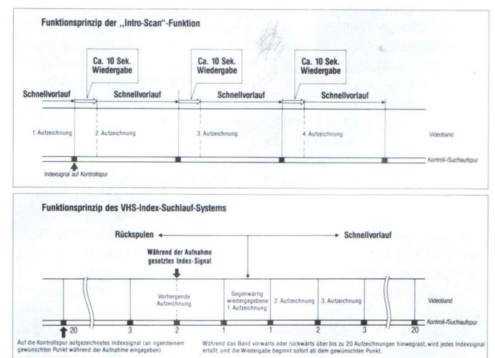 Funktionsprinzip der „Intro-Scan"-Funktion
Ca. 10 Sek. Wiedergabe
Ca. 10 Sek. Wiedergabe
Ca. 10 Sek. Wiedergabe
Schnellvorlauf Schnellvorlauf Schnellvorlauf Schnellvorlauf
1. Aufzeichnung 2. Aufzeichnung 3. Aufzeichnung 4. Aufzeichnung Videoband
Kontroll-/Suchlaufspur
Indexsignal auf Kontrollspur
Funktionsprinzip des VHS-Index-Suchlauf-Systems
Rückspulen Schnellvorlauf
Während der Aufnahme
gesetztes Index-Signal
Vorhergehende
Aufzeichnung
Gegenwärtig
wiedergegebene
1. Aufzeichnung
2. Aufzeichnung 3. Aufzeichnung Videoband
Kontroll-/Suchlaufspur
20 3 2 1 1 2 3 20
Auf die Kontrollspur aufgezeichnetes Indexsignal (an irgendeinem
gewünschten Punkt während der Aufnahme eingegeben)
Während das Band vorwärts oder rückwärts über bis zu 20 Aufzeichnungen hinwegrast, wird jedes Indexsignal
erfaßt, und die Wiedergabe beginnt sofort ab dem gewünschten Punkt.